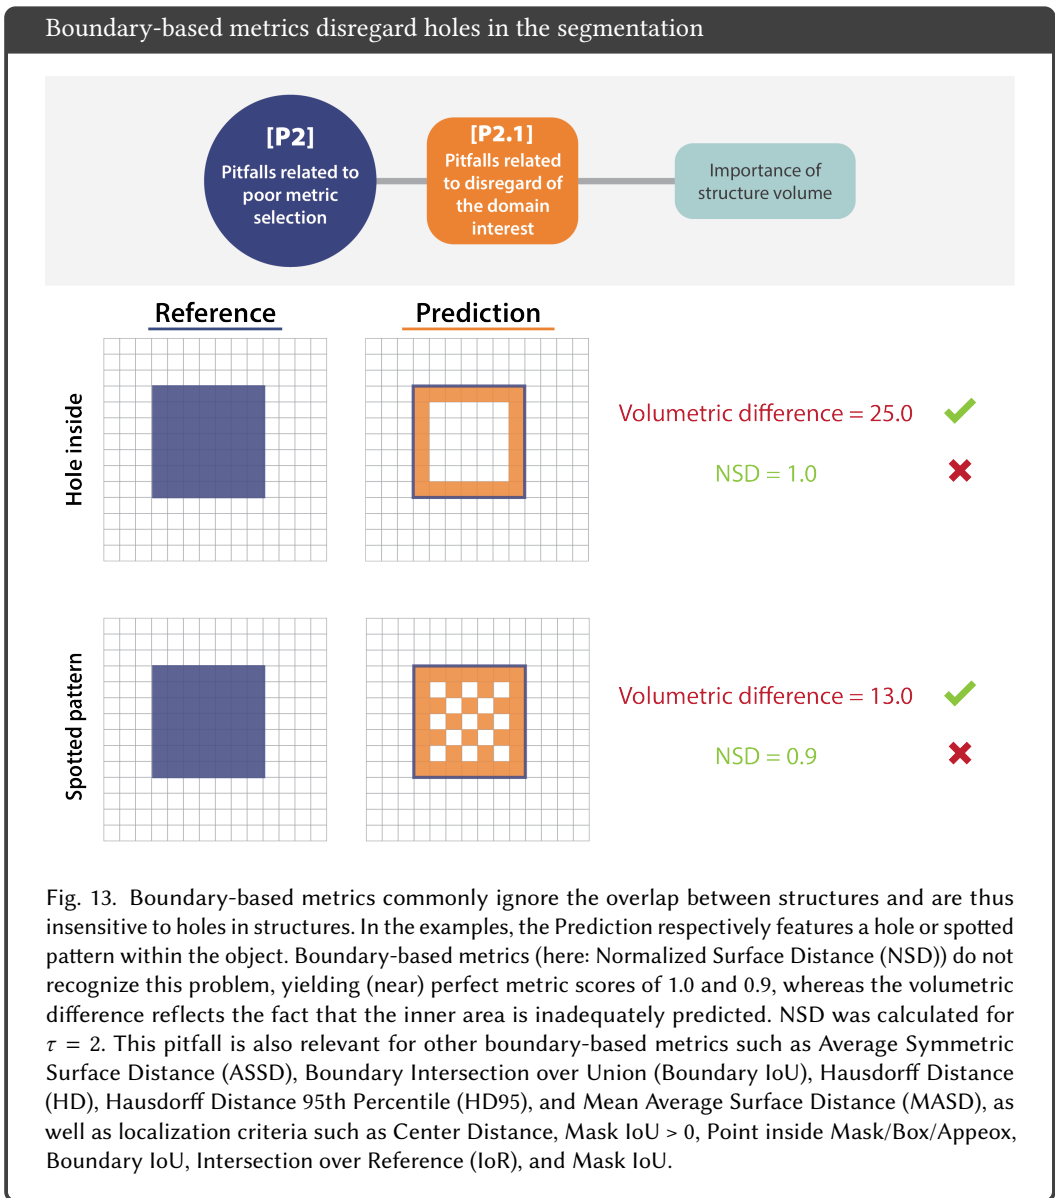 Boundary-based metrics disregard holes in the segmentation
[P2]
Pitfalls related to
poor metric
selection
[P2.1]
Pitfalls related
to disregard of
the domain
interest
Importance of
structure volume
Reference
Prediction
Hole inside
Volumetric difference = 25.0
NSD = 1.0
Spotted pattern
Volumetric difference = 13.0
NSD = 0.9
Fig. 13. Boundary-based metrics commonly ignore the overlap between structures and are thus
insensitive to holes in structures. In the examples, the Prediction respectively features a hole or spotted
pattern within the object. Boundary-based metrics (here: Normalized Surface Distance (NSD)) do not
recognize this problem, yielding (near) perfect metric scores of 1.0 and 0.9, whereas the volumetric
difference reflects the fact that the inner area is inadequately predicted. NSD was calculated for
τ = 2. This pitfall is also relevant for other boundary-based metrics such as Average Symmetric
Surface Distance (ASSD), Boundary Intersection over Union (Boundary IoU), Hausdorff Distance
(HD), Hausdorff Distance 95th Percentile (HD95), and Mean Average Surface Distance (MASD), as
well as localization criteria such as Center Distance, Mask IoU > 0, Point inside Mask/Box/Appeox,
Boundary IoU, Intersection over Reference (IoR), and Mask IoU.